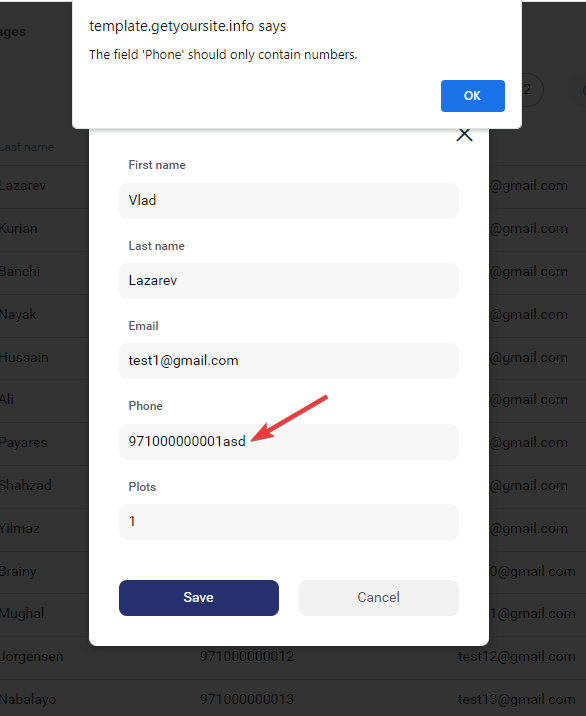 template.getyoursite.info says
ages
The field 'Phone' should only contain numbers.
OK
2
Last name
First name
Lazarev
Vlad
@gmail.com
Kurian
@gmail.com
Last name
Banchi
Lazarev
@gmail.com
Nayak
@gmail.com
Email
Hussain
test1@gmail.com
@gmail.com
Ali
Phone
@gmail.com
Payares
971000000001asd
@gmail.com
Shahzad
Plots
@gmail.com
Yilmaz
1
@gmail.com
Brainy
0@gmail.com
Save
Cancel
Mughal
1@gmail.com
Jorgensen
971000000012
test12@gmail.com
Nabalayo
971000000013
test13@gmail.com